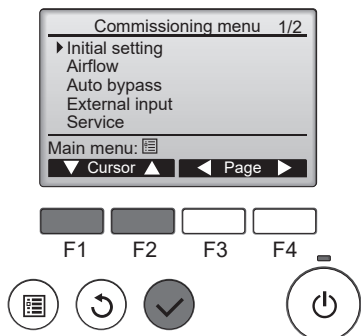 Commissioning menu 1/2
Initial setting
Airflow
Auto bypass
External input
Service
Main menu:
Cursor Page
F1 F2 F3 F4